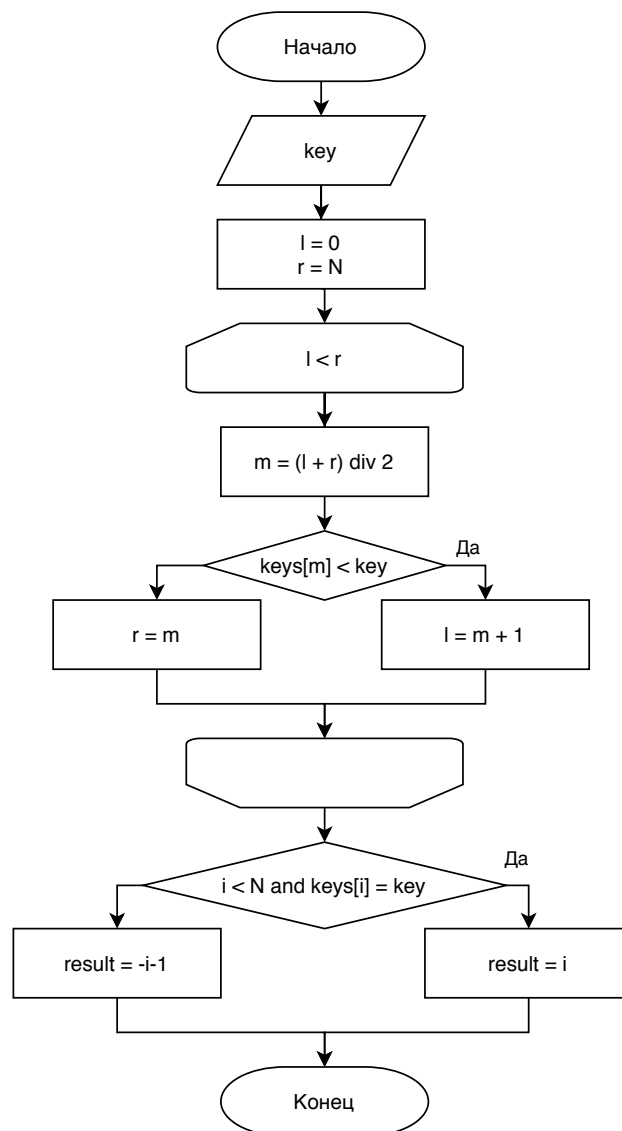 Начало
key
l = 0
r = N
l < r
m = (l + r) div 2
keys[m] < key
Да
r = m
l = m + 1
i < N and keys[i] = key
Да
result = -i-1
result = i
Конец